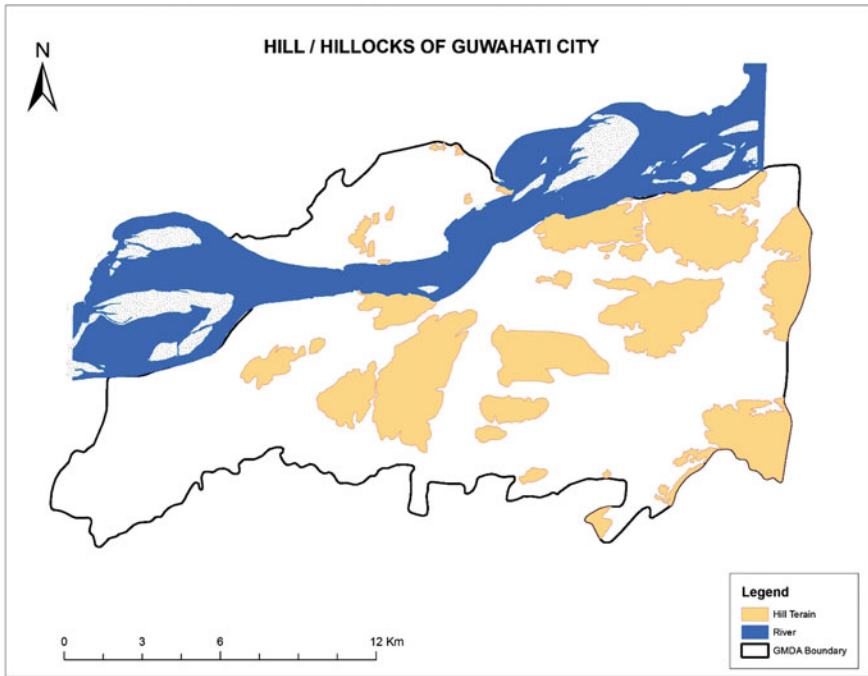 HILL / HILLOCKS OF GUWAHATI CITY
N
Legend
Hill Terain
River
GMDA Boundary
0 3 6 12 Km